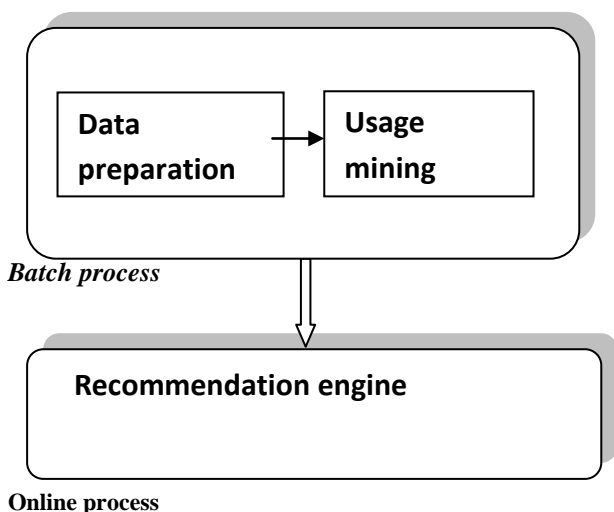 Data
preparation
Usage
mining
Batch process
Recommendation engine
Online process